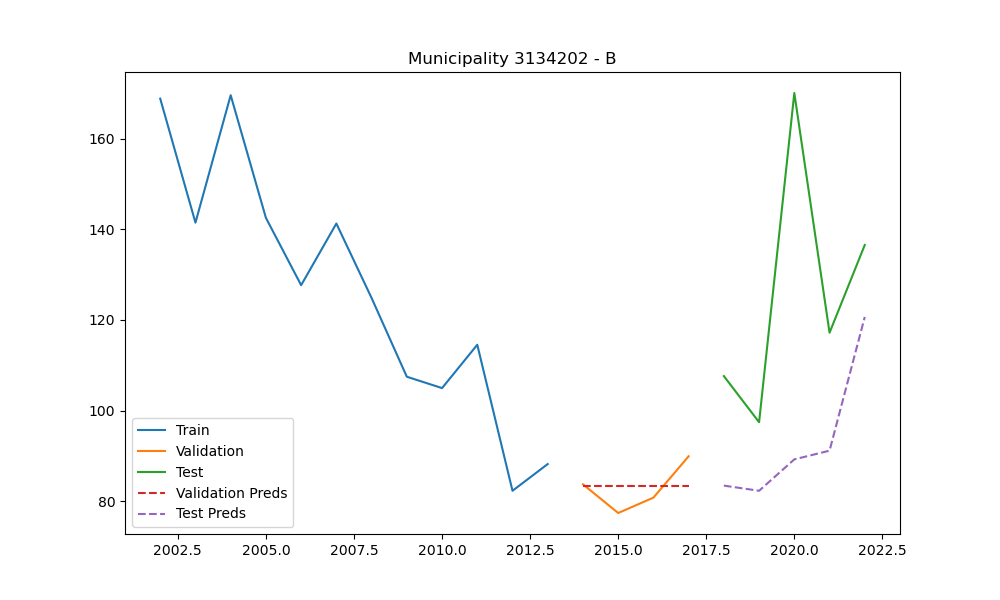 Municipality 3134202 - B
160
140
120
100
80
Train
Validation
Test
Validation Preds
Test Preds
2002.5 2005.0 2007.5 2010.0 2012.5 2015.0 2017.5 2020.0 2022.5